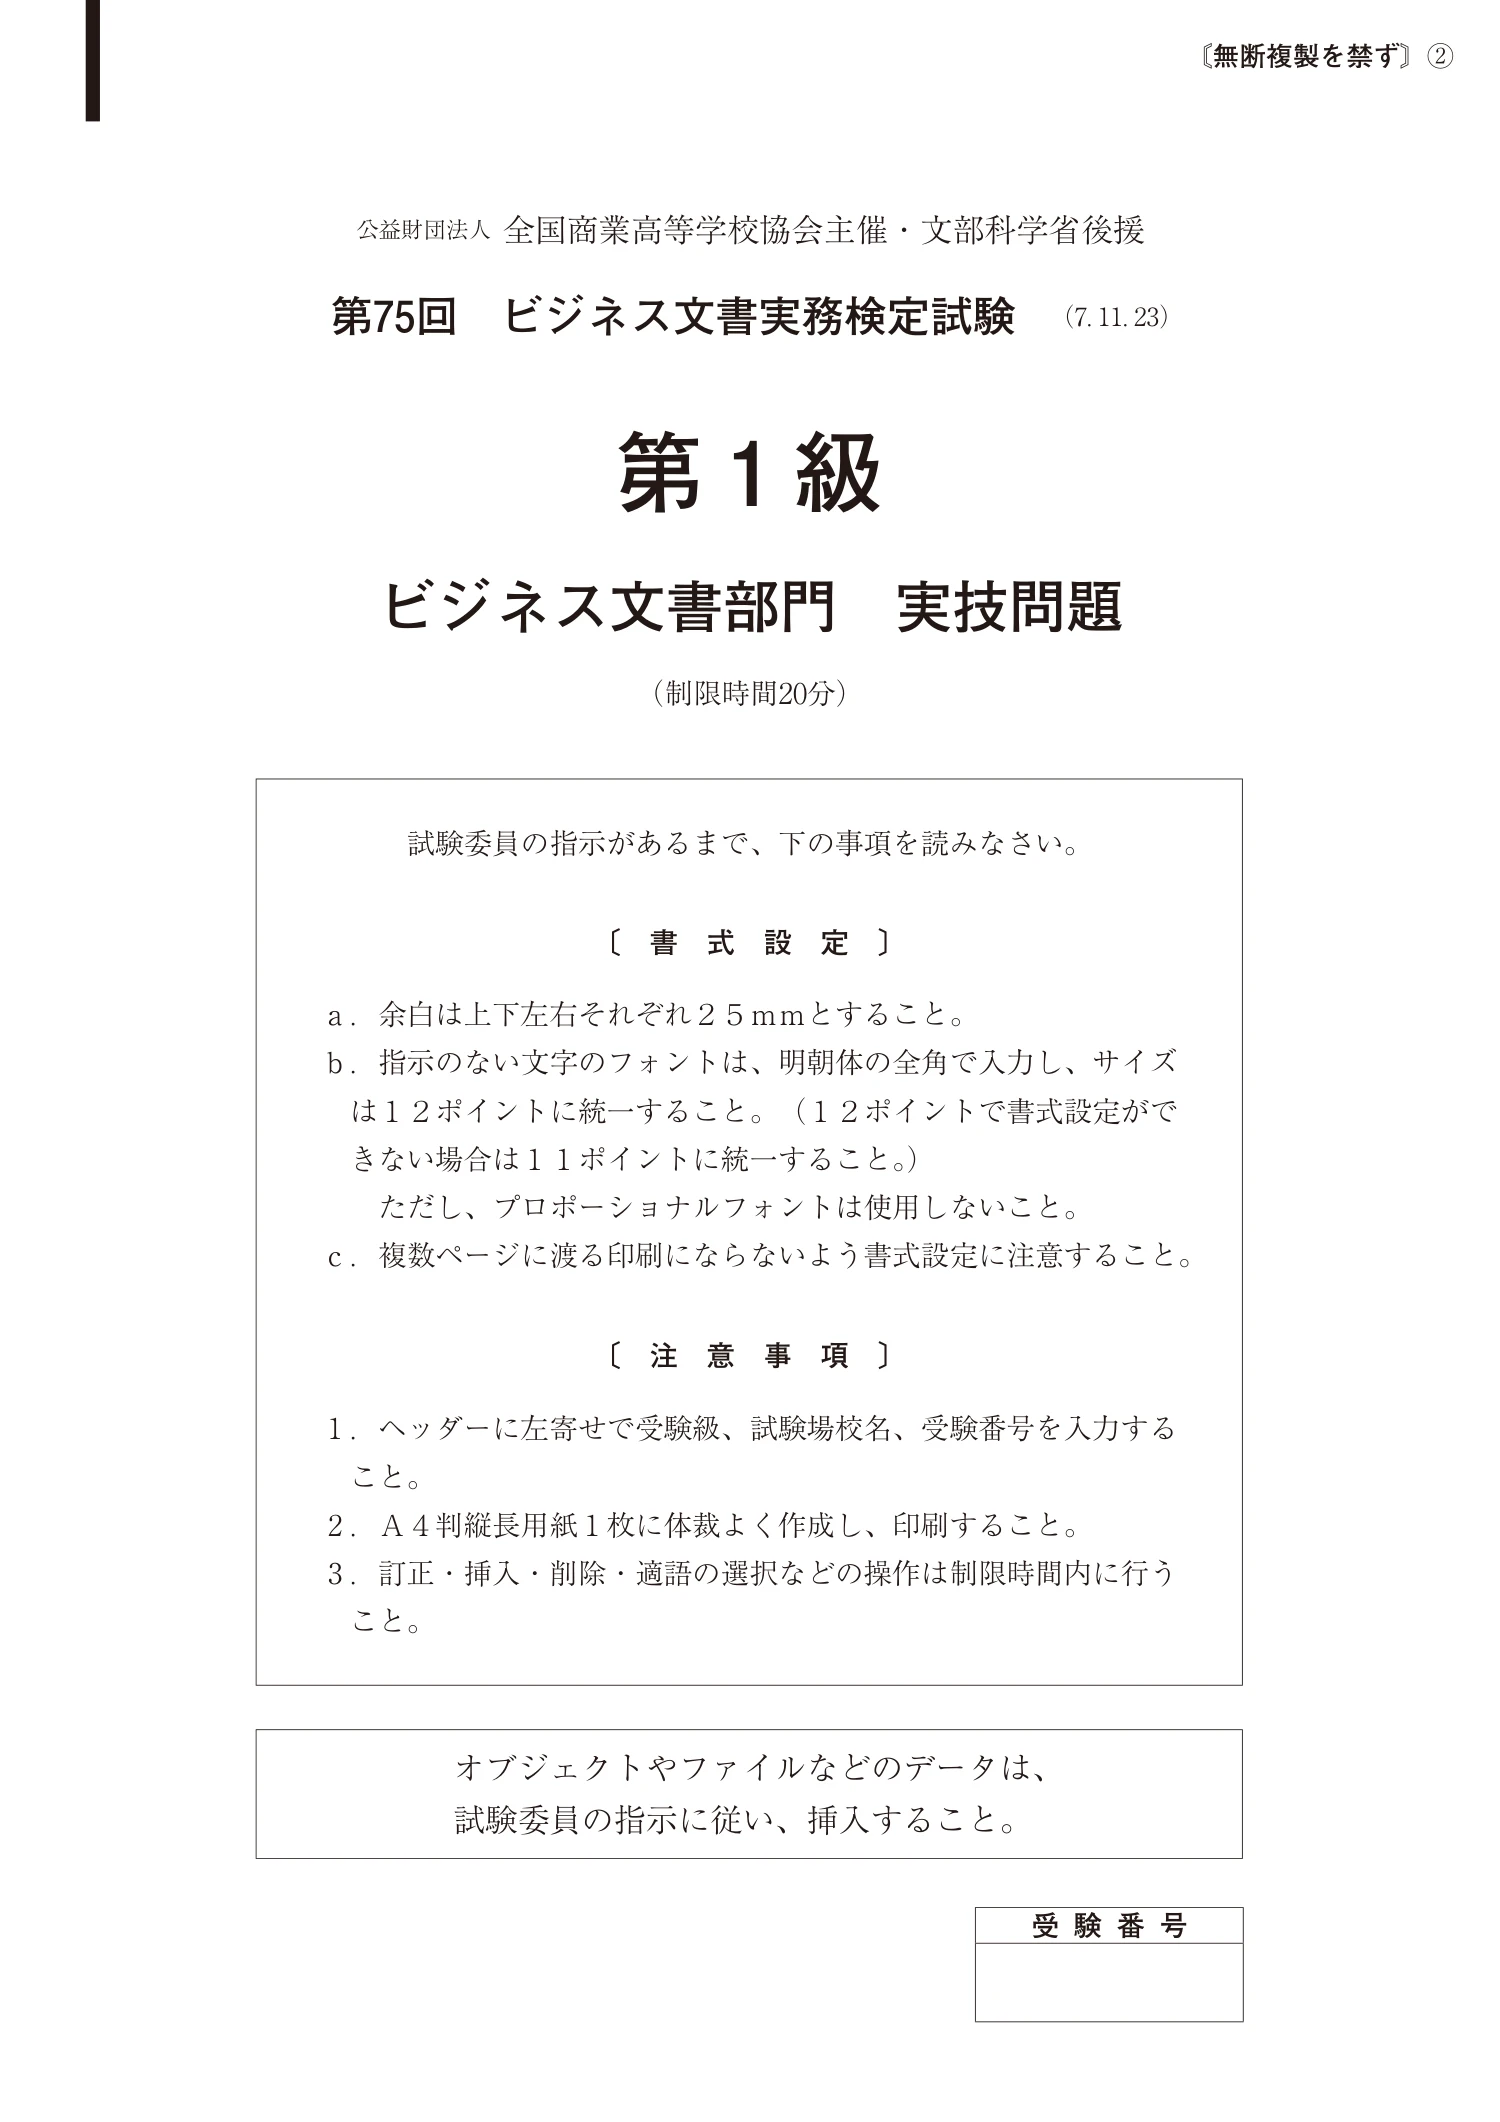 〔無断複製を禁ず〕②
公益財団法人 全国商業高等学校協会主催・文部科学省後援
第75回　ビジネス文書実務検定試験　(7. 11. 23)
第１級
ビジネス文書部門　実技問題
（制限時間20分）
試験委員の指示があるまで、下の事項を読みなさい。
〔　書　式　設　定　〕
ａ．余白は上下左右それぞれ２５ｍｍとすること。
ｂ．指示のない文字のフォントは、明朝体の全角で入力し、サイズ
は１２ポイントに統一すること。（１２ポイントで書式設定がで
きない場合は１１ポイントに統一すること。）
ただし、プロポーショナルフォントは使用しないこと。
ｃ．複数ページに渡る印刷にならないよう書式設定に注意すること。
〔　注　意　事　項　〕
１．ヘッダーに左寄せで受験級、試験場校名、受験番号を入力する
こと。
２．Ａ４判縦長用紙１枚に体裁よく作成し、印刷すること。
３．訂正・挿入・削除・適語の選択などの操作は制限時間内に行う
こと。
オブジェクトやファイルなどのデータは、
試験委員の指示に従い、挿入すること。
受 験 番 号